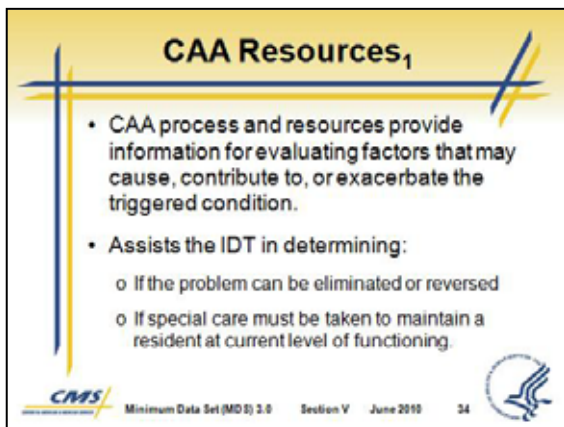 CAA Resources1
• CAA process and resources provide
information for evaluating factors that may
cause, contribute to, or exacerbate the
triggered condition.
• Assists the IDT in determining:
o If the problem can be eliminated or reversed
o If special care must be taken to maintain a
resident at current level of functioning.
CMS
Minimum Data Set (MDS) 3.0 Section V June 2010 34